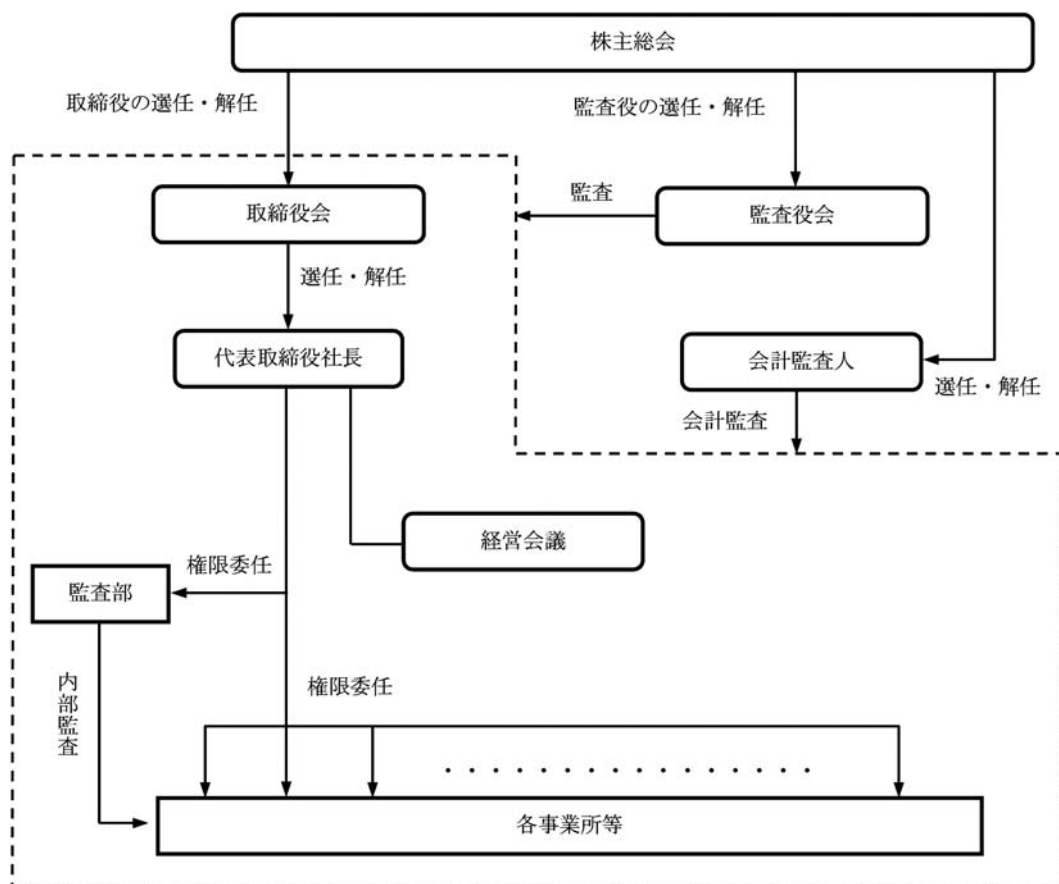 株主総会
取締役の選任・解任
監査役の選任・解任
取締役会
監査
監査役会
選任・解任
代表取締役社長
会計監査人
選任・解任
会計監査
経営会議
権限委任
監査部
内部監査
権限委任
・・・・・・・・・・・・・・・・
各事業所等